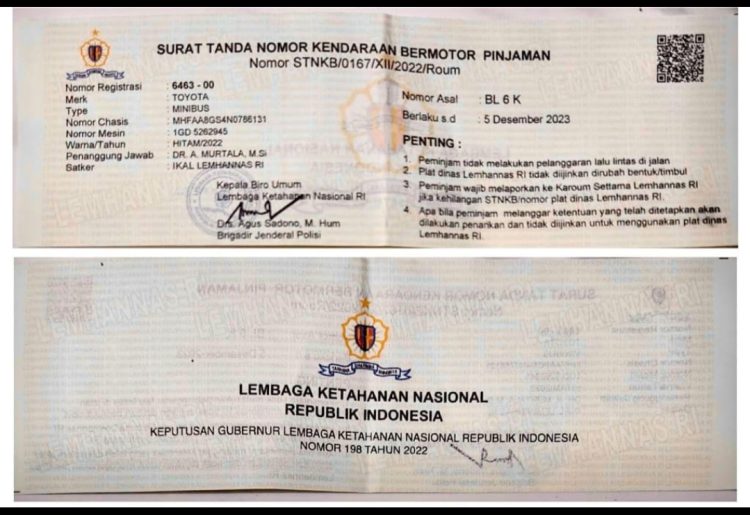 SURAT TANDA NOMOR KENDARAAN BERMOTOR PINJAMAN
Nomor STNKB/0167/XII/2022/Roum
Nomor Registrasi : 6463 - 00
Merk : TOYOTA
Type : MINIBUS
Nomor Chasis : MHFAA8GS4N0786131
Nomor Mesin : 1GD 5262945
Warna/Tahun : HITAM/2022
Penanggung Jawab : DR. A. MURTALA, M.Si
Satker : IKAL LEMHANNAS RI
Kepala Biro Umum
Lembaga Ketahanan Nasional RI
Drs. Agus Sadono, M. Hum
Brigadir Jenderal Polisi
Nomor Asal : BL 6 K
Berlaku s.d : 5 Desember 2023
PENTING :
1. Peminjam tidak melakukan pelanggaran lalu lintas di jalan
2. Plat dinas Lemhannas RI tidak diijinkan dirubah bentuk/timbul
3. Peminjam wajib melaporkan ke Karoum Settama Lemhannas RI
jika kehilangan STNKB/nomor plat dinas Lemhannas RI.
4. Apa bila peminjam melanggar ketentuan yang telah ditetapkan akan
dilakukan penarikan dan tidak diijinkan untuk menggunakan plat dinas
Lemhannas RI.
LEMBAGA KETAHANAN NASIONAL
REPUBLIK INDONESIA
KEPUTUSAN GUBERNUR LEMBAGA KETAHANAN NASIONAL REPUBLIK INDONESIA
NOMOR 198 TAHUN 2022